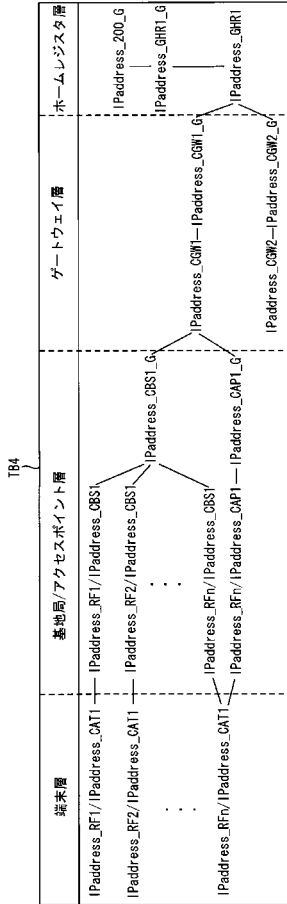 TB4
端末層
基地局/アクセスポイント層
ゲートウェイ層
ホームレジスタ層
IPaddress_RF1/IPaddress_CAT1
IPaddress_RF1/IPaddress_CBS1
IPaddress_RF2/IPaddress_CAT1
IPaddress_RF2/IPaddress_CBS1
IPaddress_CBS1_G
IPaddress_200_G
IPaddress_GHR1_G
IPaddress_RFn/IPaddress_CAT1
IPaddress_RFn/IPaddress_CBS1
IPaddress_RFn/IPaddress_CAP1
IPaddress_CAP1_G
IPaddress_CGW1
IPaddress_CGW1_G
IPaddress_CGW2
IPaddress_CGW2_G
IPaddress_GHR1